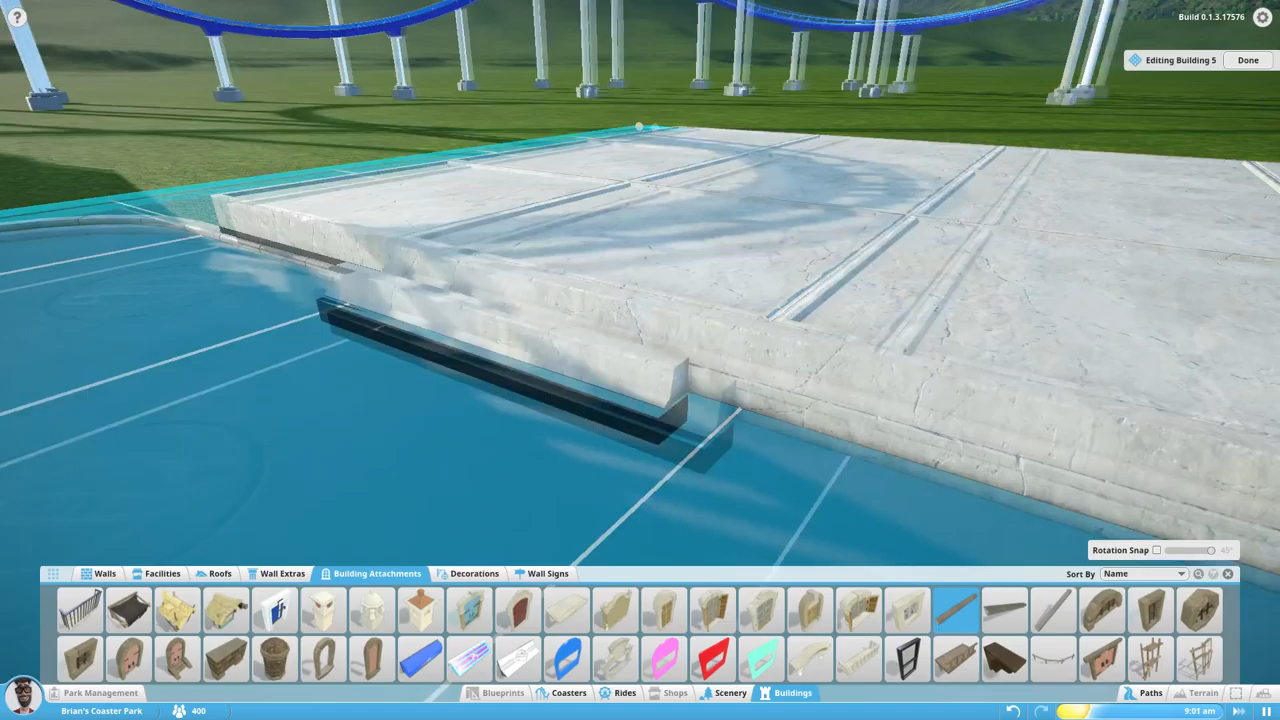 ?
Build 0.1.3.17576
Editing Building 5
Done
Rotation Snap
45°
Walls
Facilities
Roofs
Wall Extras
Building Attachments
Decorations
Wall Signs
Sort By
Name
Park Management
Blueprints
Coasters
Rides
Shops
Scenery
Buildings
Paths
Terrain
Brian's Coaster Park
400
9:01 am